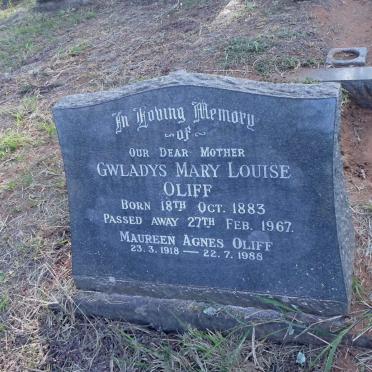 In Loving Memory
of
OUR DEAR MOTHER
GWLADYS MARY LOUISE
OLIFF
BORN 18TH OCT. 1883
PASSED AWAY 27TH FEB. 1967.
MAUREEN AGNES OLIFF
23.3.1918 — 22.7.1988